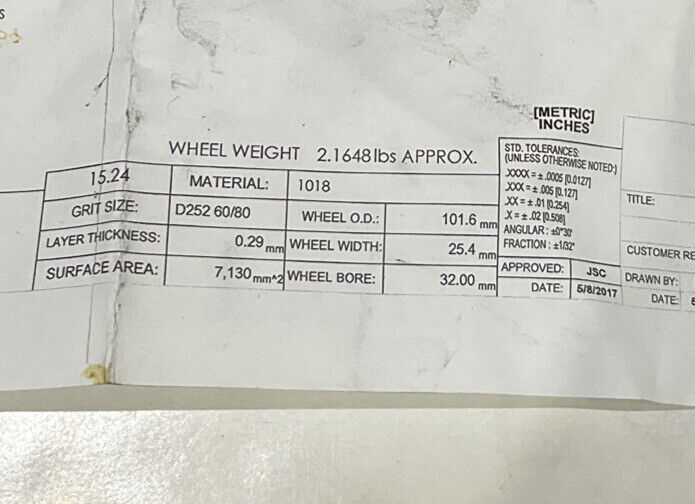 s
[METRIC]
INCHES
WHEEL WEIGHT 2.1648lbs APPROX.
STD. TOLERANCES:
(UNLESS OTHERWISE NOTED:)
.XXXX = ± .0005 [0.0127]
.XXX = ± .005 [0.127]
.XX = ± .01 [0.254]
.X = ± .02 [0.508]
ANGULAR : ±0°30'
FRACTION : ±1/32"
15.24 MATERIAL: 1018
GRIT SIZE: D252 60/80 WHEEL O.D.: 101.6 mm
LAYER THICKNESS: 0.29 mm WHEEL WIDTH: 25.4 mm
SURFACE AREA: 7,130 mm^2 WHEEL BORE: 32.00 mm
APPROVED: JSC
DATE: 5/8/2017
TITLE:
CUSTOMER RE
DRAWN BY:
DATE: